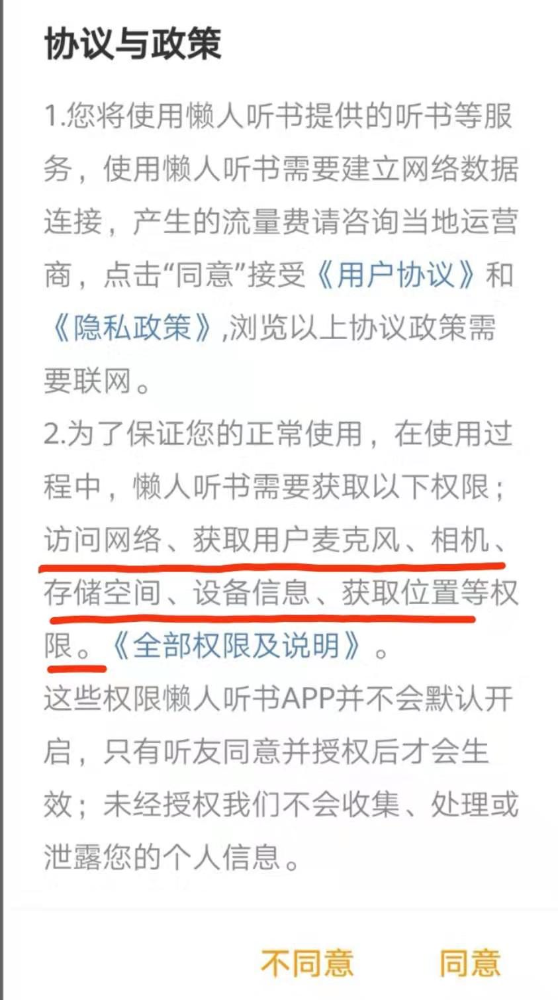 协议与政策
1.您将使用懒人听书提供的听书等服
务，使用懒人听书需要建立网络数据
连接，产生的流量费请咨询当地运营
商，点击“同意”接受《用户协议》和
《隐私政策》,浏览以上协议政策需
要联网。
2.为了保证您的正常使用，在使用过
程中，懒人听书需要获取以下权限；
访问网络、获取用户麦克风、相机、
存储空间、设备信息、获取位置等权
限。《全部权限及说明》。
这些权限懒人听书APP并不会默认开
启，只有听友同意并授权后才会生
效；未经授权我们不会收集、处理或
泄露您的个人信息。
不同意 同意